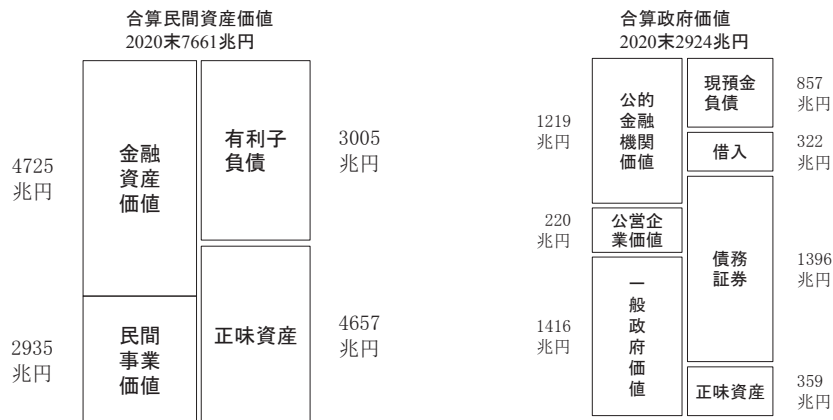 合算民間資産価値
2020末7661兆円
4725
兆円
金融
資産
価値
有利子
負債
3005
兆円
2935
兆円
民間
事業
価値
正味資産
4657
兆円
合算政府価値
2020末2924兆円
1219
兆円
公的
金融
機関
価値
現預金
負債
857
兆円
借入
322
兆円
220
兆円
公営企
業価値
債務
証券
1396
兆円
1416
兆円
一
般
政
府
価
値
正味資産
359
兆円